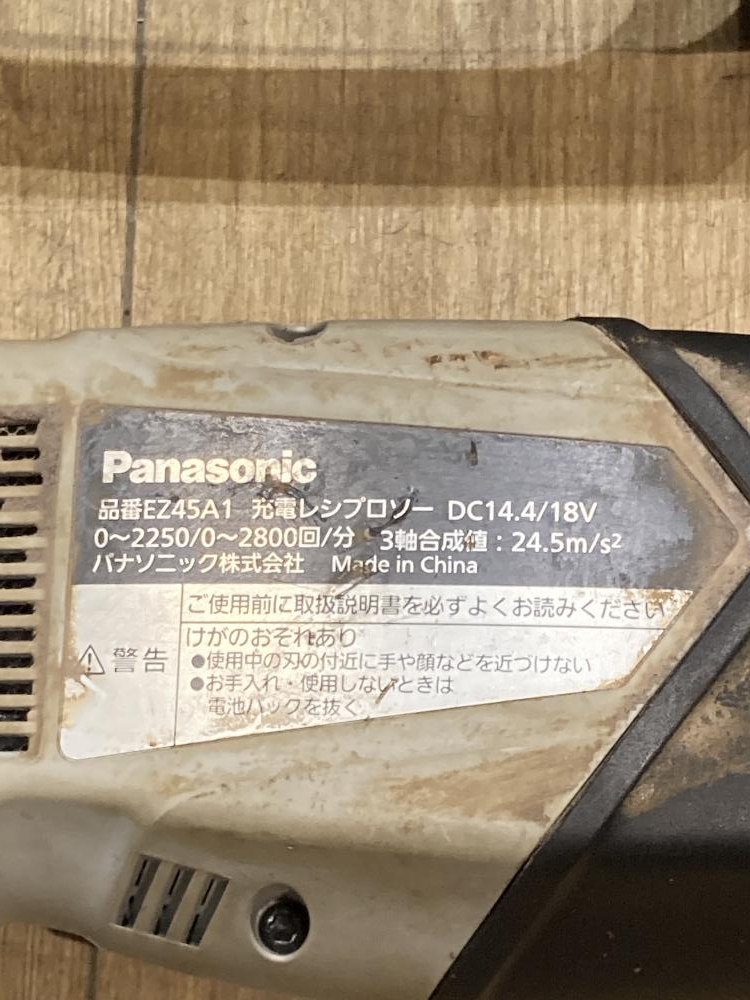 Panasonic
品番EZ45A1 充電レシプロソー DC14.4/18V
0～2250/0～2800回/分 3軸合成値：24.5m/s²
パナソニック株式会社 Made in China
ご使用前に取扱説明書を必ずよくお読みください
警告
けがのおそれあり
●使用中の刃の付近に手や顔などを近づけない
●お手入れ・使用しないときは
電池パックを抜く